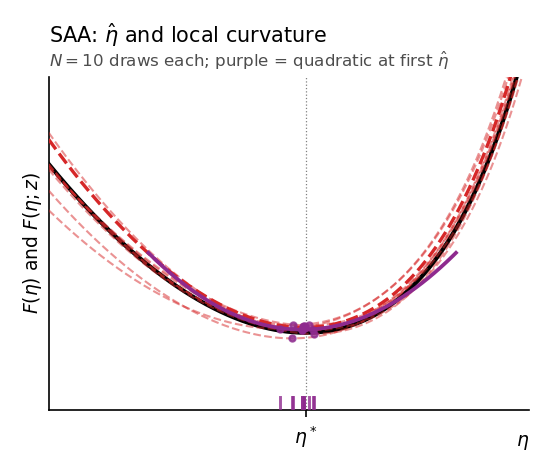 SAA: η̂ and local curvature
N = 10 draws each; purple = quadratic at first η̂
F(η) and F(η; z)
η*
η